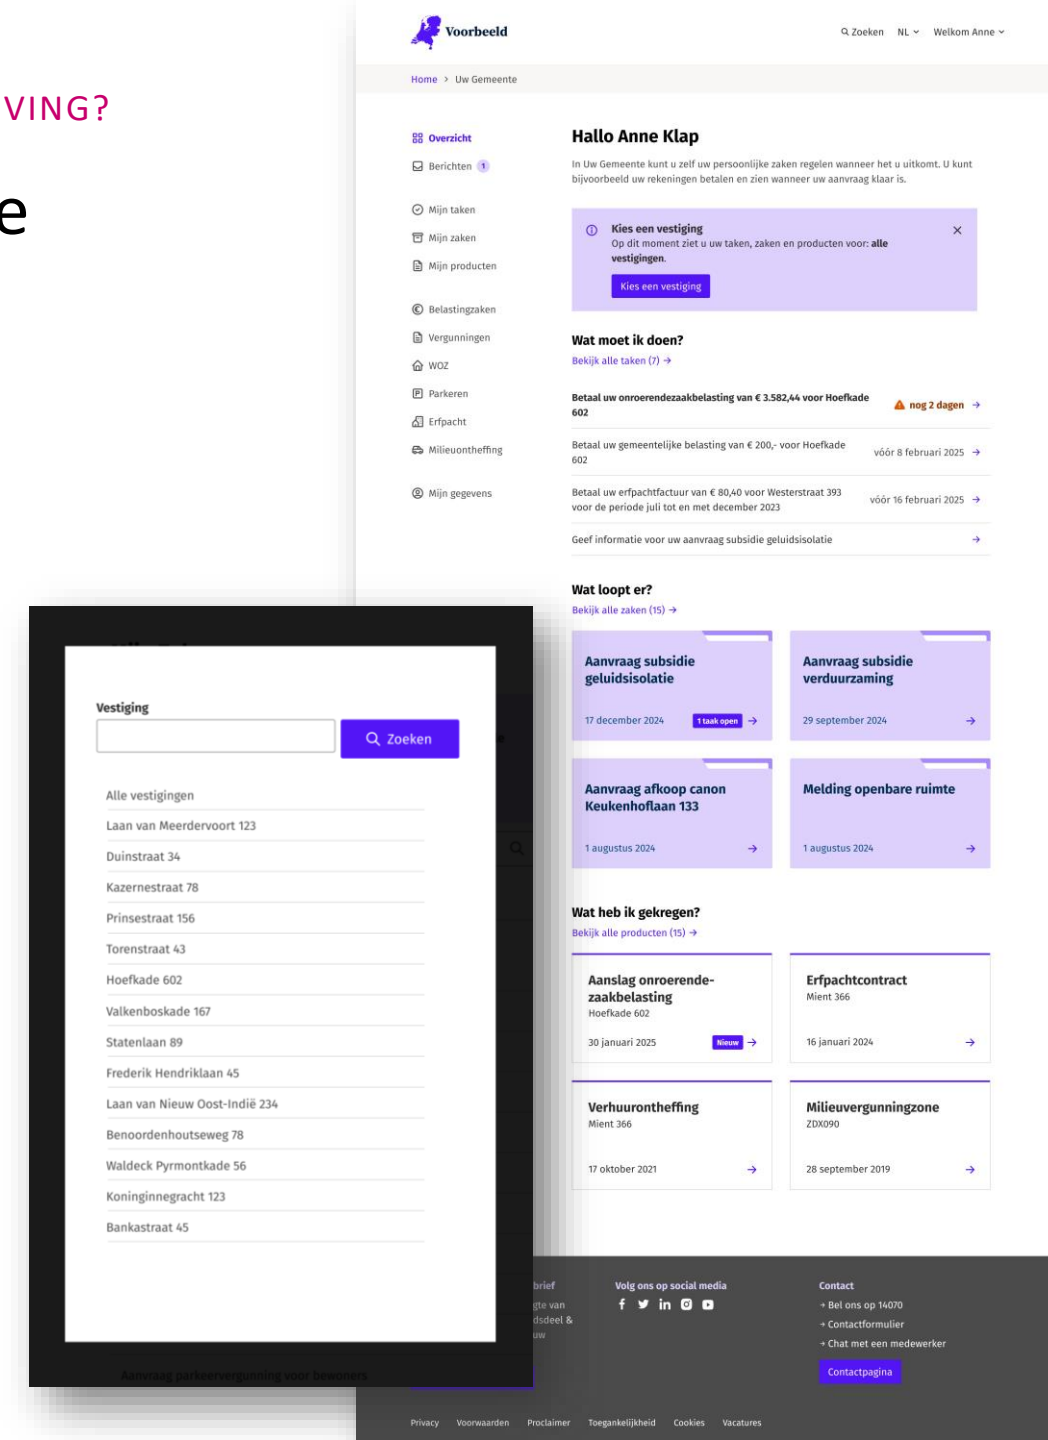 VING?
e
Voorbeeld
Zoeken NL Welkom Anne
Home > Uw Gemeente
Overzicht
Berichten 1
Mijn taken
Mijn zaken
Mijn producten
Belastingzaken
Vergunningen
WOZ
Parkeren
Erfpacht
Milieuontheffing
Mijn gegevens
Hallo Anne Klap
In Uw Gemeente kunt u zelf uw persoonlijke zaken regelen wanneer het u uitkomt. U kunt
bijvoorbeeld uw rekeningen betalen en zien wanneer uw aanvraag klaar is.
Kies een vestiging
Op dit moment ziet u uw taken, zaken en producten voor: alle
vestigingen.
Kies een vestiging
Wat moet ik doen?
Bekijk alle taken (7) →
Betaal uw onroerendezaakbelasting van € 3.582,44 voor Hoefkade
602
nog 2 dagen →
Betaal uw gemeentelijke belasting van € 200,- voor Hoefkade
602
vóór 8 februari 2025 →
Betaal uw erfpachtfactuur van € 80,40 voor Westerstraat 393
voor de periode juli tot en met december 2023
vóór 16 februari 2025 →
Geef informatie voor uw aanvraag subsidie geluidsisolatie →
Wat loopt er?
Bekijk alle zaken (15) →
Aanvraag subsidie
geluidsisolatie
17 december 2024 1 taak open →
Aanvraag subsidie
verduurzaming
29 september 2024 →
Aanvraag afkoop canon
Keukenhoflaan 133
1 augustus 2024 →
Melding openbare ruimte
1 augustus 2024 →
Wat heb ik gekregen?
Bekijk alle producten (15) →
Aanslag onroerende-
zaakbelasting
Hoefkade 602
30 januari 2025 Nieuw →
Erfpachtcontract
Mient 366
16 januari 2024 →
Verhuurontheffing
Mient 366
17 oktober 2021 →
Milieuvergunningzone
ZDX090
28 september 2019 →
Vestiging
Zoeken
Alle vestigingen
Laan van Meerdervoort 123
Duinstraat 34
Kazernestraat 78
Prinsestraat 156
Torenstraat 43
Hoefkade 602
Valkenboskade 167
Statenlaan 89
Frederik Hendriklaan 45
Laan van Nieuw Oost-Indië 234
Benoordenhoutseweg 78
Waldeck Pyrmontkade 56
Koninginnegracht 123
Bankastraat 45
Aanvraag parkeervergunning voor bewoners
brief
gte van
dsdeel &
uw
Volg ons op social media
Contact
→ Bel ons op 14070
→ Contactformulier
→ Chat met een medewerker
Contactpagina
Privacy Voorwaarden Proclaimer Toegankelijkheid Cookies Vacatures